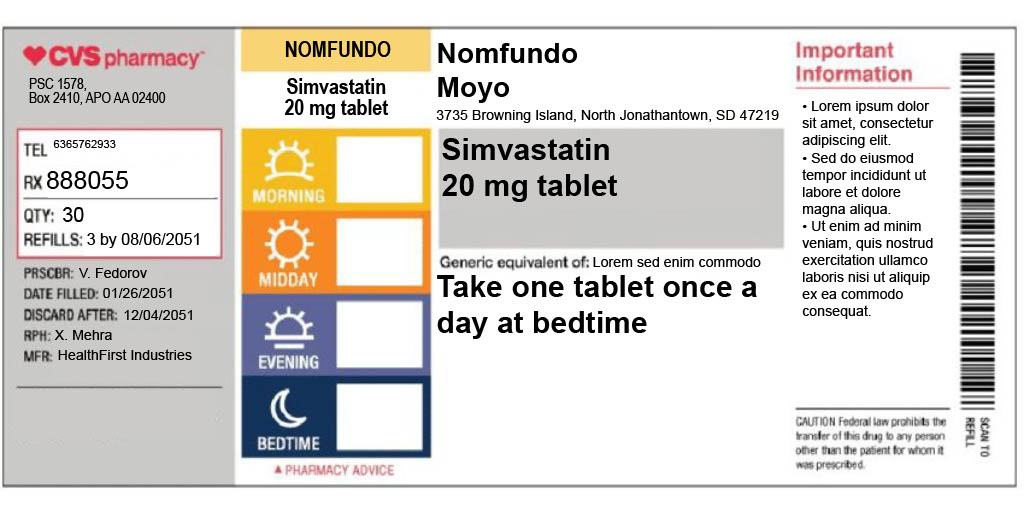 CVS pharmacy
PSC 1578,
Box 2410, APO AA 02400
TEL 6365762933
RX 888055
QTY: 30
REFILLS: 3 by 08/06/2051
PRSCBR: V. Fedorov
DATE FILLED: 01/26/2051
DISCARD AFTER: 12/04/2051
RPH: X. Mehra
MFR: HealthFirst Industries
NOMFUNDO
Simvastatin
20 mg tablet
MORNING
MIDDAY
EVENING
BEDTIME
▲ PHARMACY ADVICE
Nomfundo
Moyo
3735 Browning Island, North Jonathantown, SD 47219
Simvastatin
20 mg tablet
Generic equivalent of: Lorem sed enim commodo
Take one tablet once a
day at bedtime
Important
Information
• Lorem ipsum dolor
sit amet, consectetur
adipiscing elit.
• Sed do eiusmod
tempor incididunt ut
labore et dolore
magna aliqua.
• Ut enim ad minim
veniam, quis nostrud
exercitation ullamco
laboris nisi ut aliquip
ex ea commodo
consequat.
CAUTION Federal law prohibits the
transfer of this drug to any person
other than the patient for whom it
was prescribed.
SCAN TO
REFILL